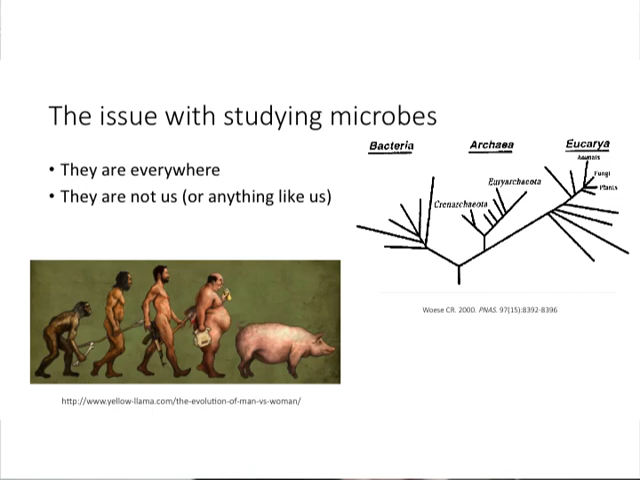 The issue with studying microbes
• They are everywhere
• They are not us (or anything like us)
Bacteria
Archaea
Eucarya
Animals
Fungi
Plants
Euryarchaeota
Crenarchaeota
Woese CR. 2000. PNAS. 97(15):8392-8396
http://www.yellow-llama.com/the-evolution-of-man-vs-woman/